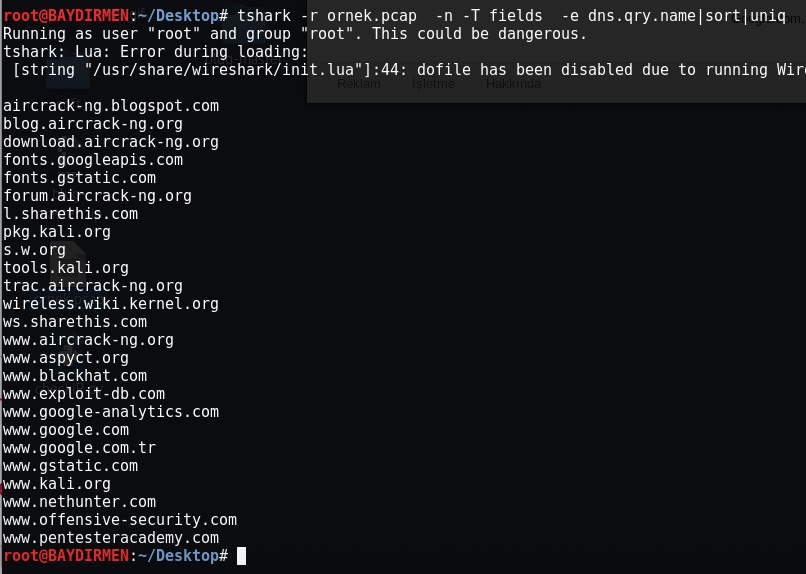 root@BAYDIRMEN:~/Desktop# tshark -r ornek.pcap  -n -T fields  -e dns.qry.name|sort|uniq
Running as user "root" and group "root". This could be dangerous.
tshark: Lua: Error during loading:
 [string "/usr/share/wireshark/init.lua"]:44: dofile has been disabled due to running Wire
Reklam İşletme Hakkında
aircrack-ng.blogspot.com
blog.aircrack-ng.org
download.aircrack-ng.org
fonts.googleapis.com
fonts.gstatic.com
forum.aircrack-ng.org
l.sharethis.com
pkg.kali.org
s.w.org
tools.kali.org
trac.aircrack-ng.org
wireless.wiki.kernel.org
ws.sharethis.com
www.aircrack-ng.org
www.aspyct.org
www.blackhat.com
www.exploit-db.com
www.google-analytics.com
www.google.com
www.google.com.tr
www.gstatic.com
www.kali.org
www.nethunter.com
www.offensive-security.com
www.pentesteracademy.com
root@BAYDIRMEN:~/Desktop#